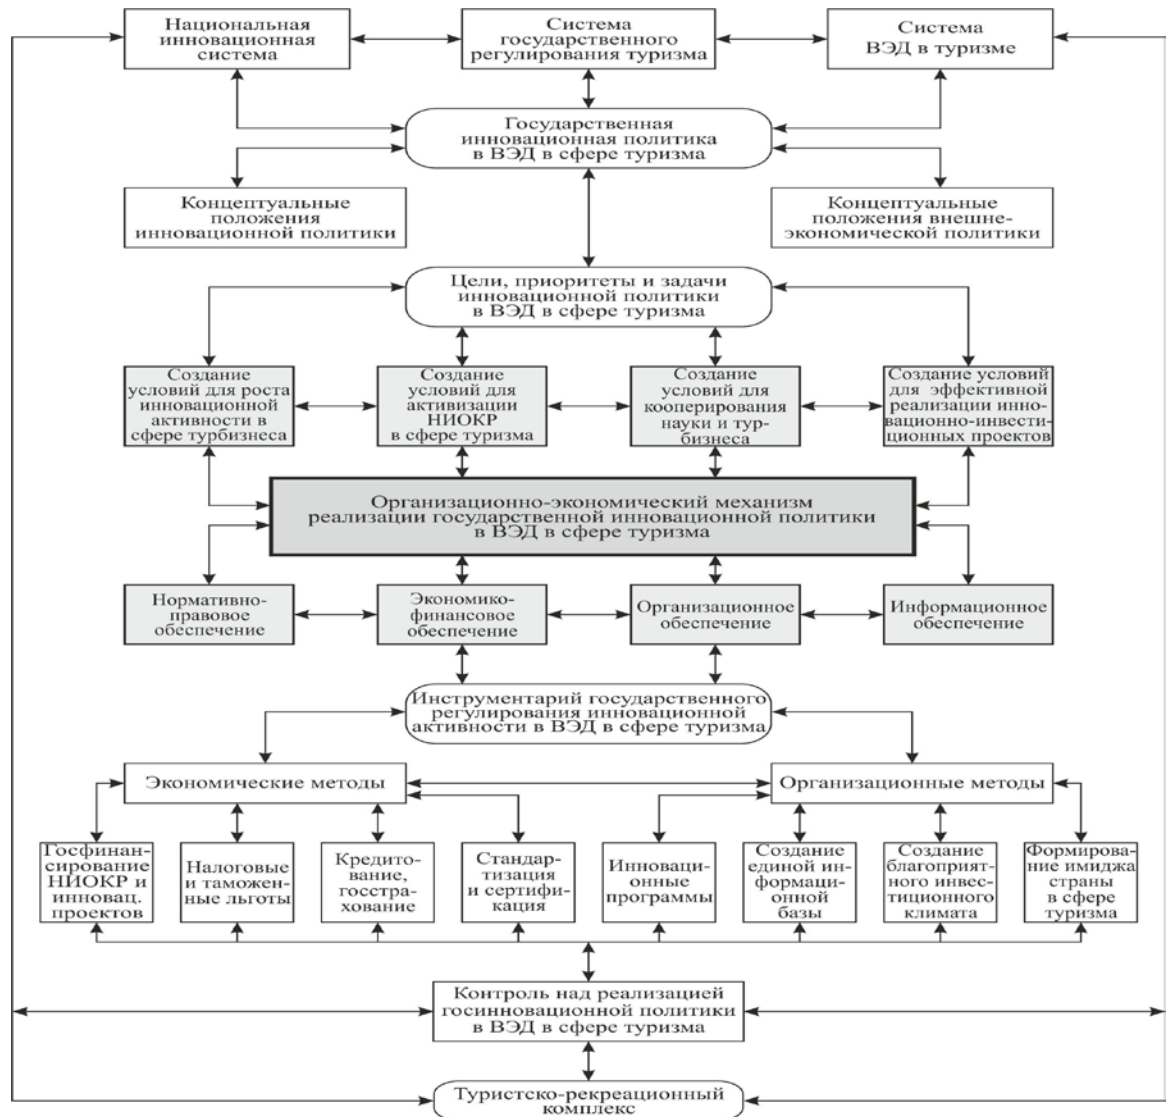 Национальная
инновационная
система
Система
государственного
регулирования туризма
Система
ВЭД в туризме
Государственная
инновационная политика
в ВЭД в сфере туризма
Концептуальные
положения
инновационной политики
Концептуальные
положения внешне-
экономической политики
Цели, приоритеты и задачи
инновационной политики
в ВЭД в сфере туризма
Создание
условий для роста
инновационной
активности в
сфере турбизнеса
Создание
условий для
активизации
НИОКР
в сфере туризма
Создание
условий для
кооперирования
науки и тур-
бизнеса
Создание условий
для эффективной
реализации инно-
вационно-инвести-
ционных проектов
Организационно-экономический механизм
реализации государственной инновационной политики
в ВЭД в сфере туризма
Нормативно-
правовое
обеспечение
Экономико-
финансовое
обеспечение
Организационное
обеспечение
Информационное
обеспечение
Инструментарий государственного
регулирования инновационной
активности в ВЭД в сфере туризма
Экономические методы
Организационные методы
Госфинан-
сирование
НИОКР и
инновац.
проектов
Налоговые
и таможен-
ные льготы
Кредито-
вание,
госстра-
хование
Стандар-
тизация
и сертифи-
кация
Инноваци-
онные
программы
Создание
единой ин-
формаци-
онной
базы
Создание
благоприят-
ного инвес-
тиционного
климата
Формирова-
ние имиджа
страны
в сфере
туризма
Контроль над реализацией
госинновационной политики
в ВЭД в сфере туризма
Туристско-рекреационный
комплекс